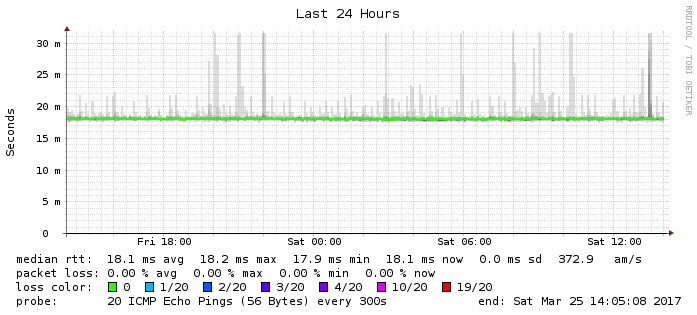 Last 24 Hours
RRDTOOL / TOBI OETIKER
Seconds
30 m
25 m
20 m
15 m
10 m
5 m
0
Fri 18:00 Sat 00:00 Sat 06:00 Sat 12:00
median rtt: 18.1 ms avg 18.2 ms max 17.9 ms min 18.1 ms now 0.0 ms sd 372.9 am/s
packet loss: 0.00 % avg 0.00 % max 0.00 % min 0.00 % now
loss color: 0 1/20 2/20 3/20 4/20 10/20 19/20
probe: 20 ICMP Echo Pings (56 Bytes) every 300s end: Sat Mar 25 14:05:08 2017